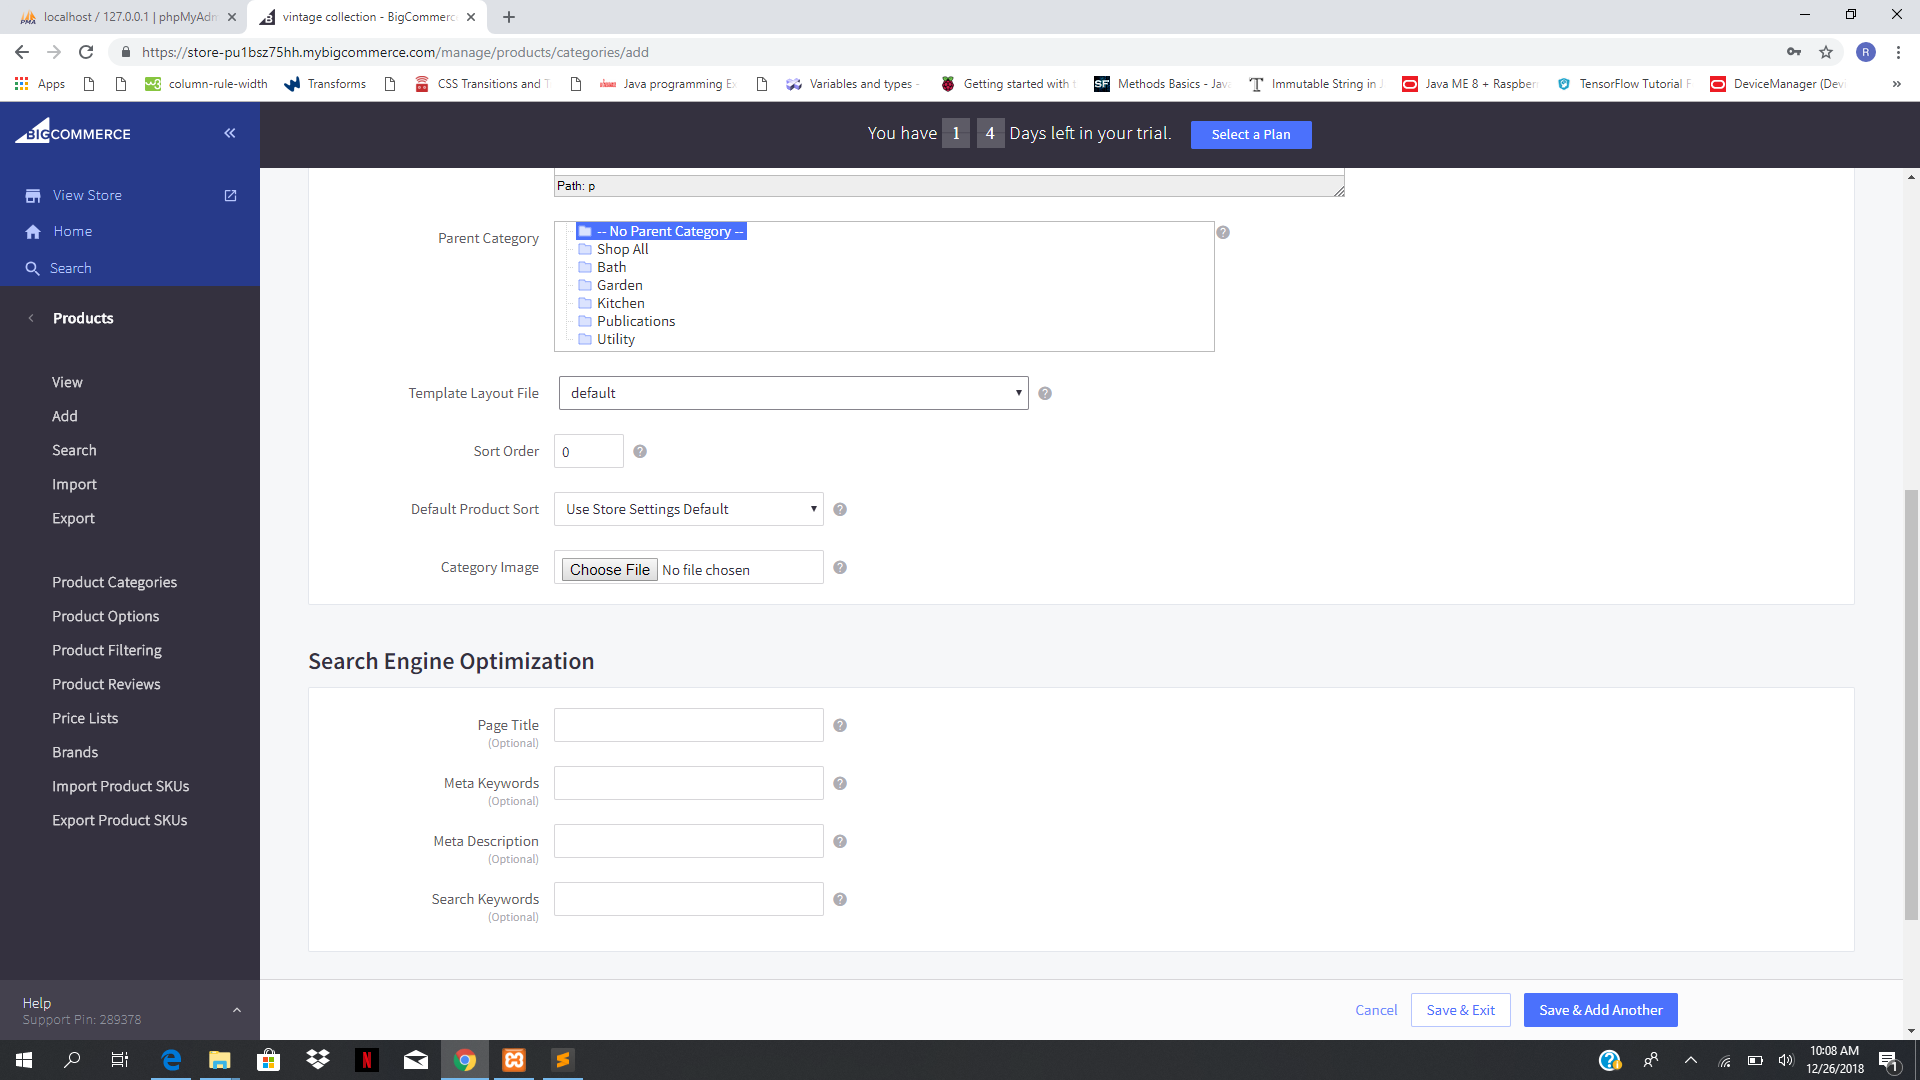 localhost / 127.0.0.1 | phpMyAdm
vintage collection - BigCommerc
https://store-pu1bsz75hh.mybigcommerce.com/manage/products/categories/add
R
Apps
column-rule-width
Transforms
CSS Transitions and T
Java programming Ex
Variables and types -
Getting started with t
Methods Basics - Java
Immutable String in J
Java ME 8 + Raspberr
TensorFlow Tutorial F
DeviceManager (Devi
BIGCOMMERCE
You have 1 4 Days left in your trial.
Select a Plan
View Store
Home
Search
Products
View
Add
Search
Import
Export
Product Categories
Product Options
Product Filtering
Product Reviews
Price Lists
Brands
Import Product SKUs
Export Product SKUs
Help
Support Pin: 289378
Path: p
Parent Category
-- No Parent Category --
Shop All
Bath
Garden
Kitchen
Publications
Utility
Template Layout File
default
Sort Order
0
Default Product Sort
Use Store Settings Default
Category Image
Choose File No file chosen
Search Engine Optimization
Page Title
(Optional)
Meta Keywords
(Optional)
Meta Description
(Optional)
Search Keywords
(Optional)
Cancel
Save & Exit
Save & Add Another
10:08 AM
12/26/2018
1